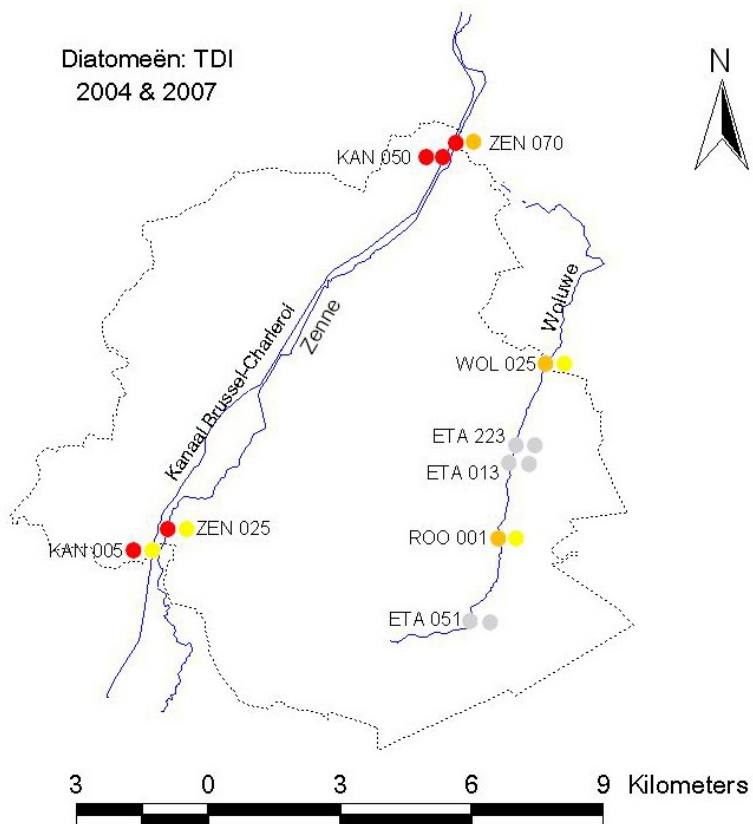 Diatomeën: TDI
2004 & 2007
N
KAN 050
ZEN 070
Woluwe
Zenne
Kanaal Brussel-Charleroi
WOL 025
ETA 223
ETA 013
ZEN 025
ROO 001
KAN 005
ETA 051
3 0 3 6 9 Kilometers